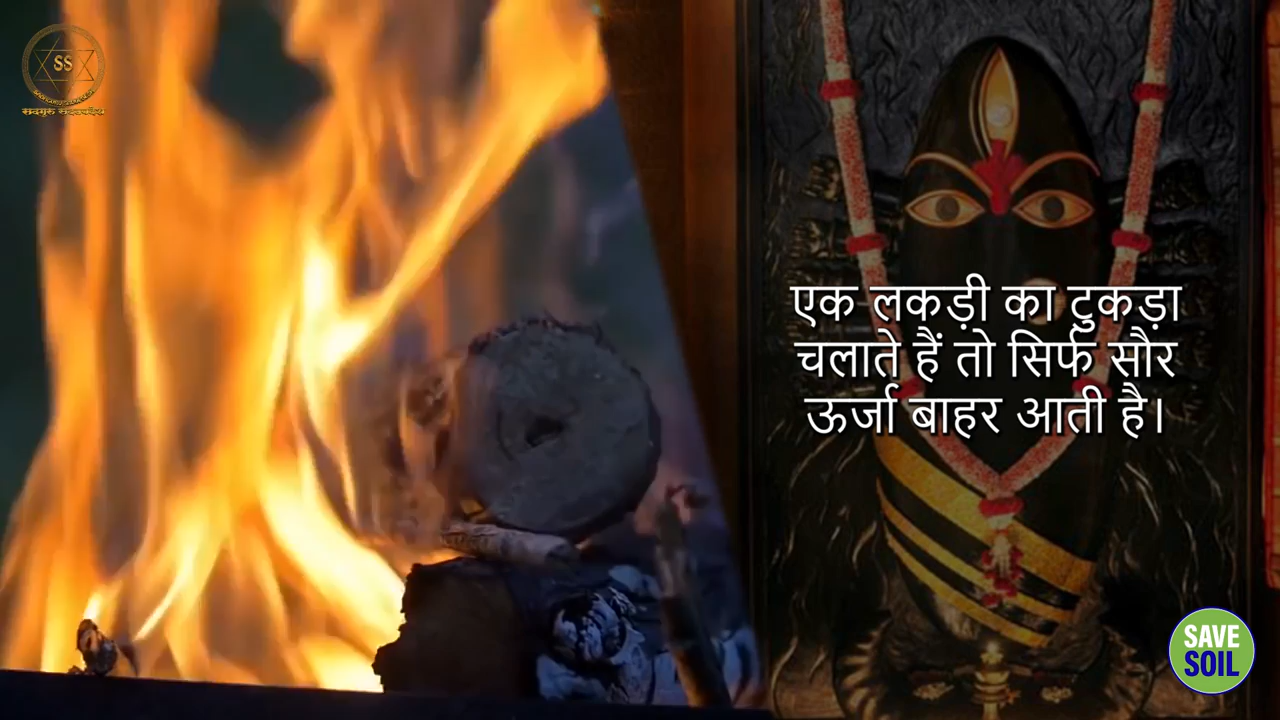 SS
एक लकड़ी का टुकड़ा
चलाते हैं तो सिर्फ सौर
ऊर्जा बाहर आती है।
SAVE
SOIL